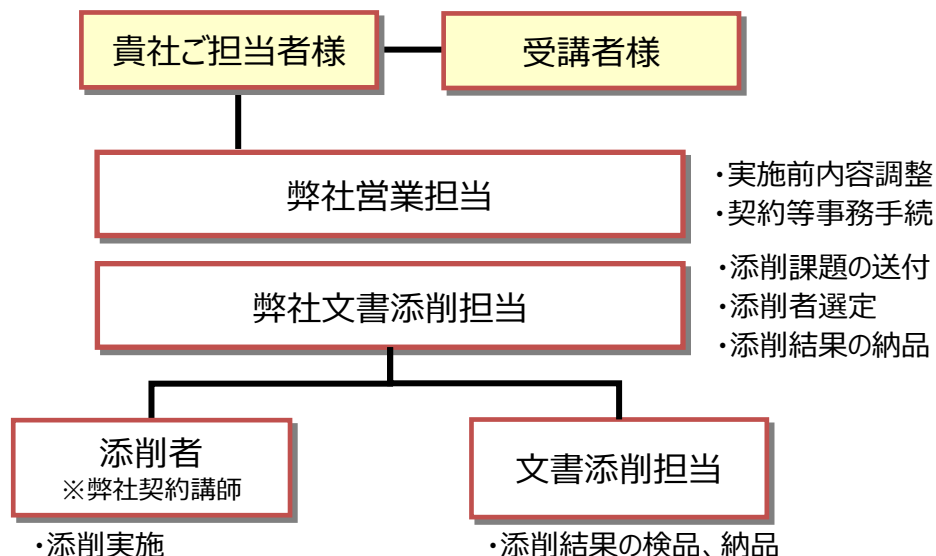 貴社ご担当者様
受講者様
弊社営業担当
・実施前内容調整
・契約等事務手続
弊社文書添削担当
・添削課題の送付
・添削者選定
・添削結果の納品
添削者
※弊社契約講師
文書添削担当
・添削実施
・添削結果の検品、納品